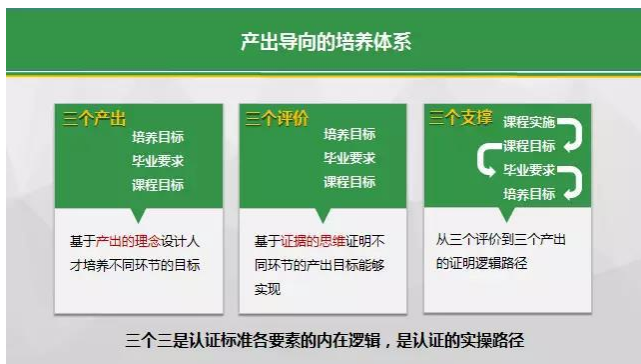 产出导向的培养体系
三个产出
培养目标
毕业要求
课程目标
基于产出的理念设计人
才培养不同环节的目标
三个评价
培养目标
毕业要求
课程目标
基于证据的思维证明不
同环节的产出目标能够
实现
三个支撑
课程实施
课程目标
毕业要求
培养目标
从三个评价到三个产出
的证明逻辑路径
三个三是认证标准各要素的内在逻辑，是认证的实操路径